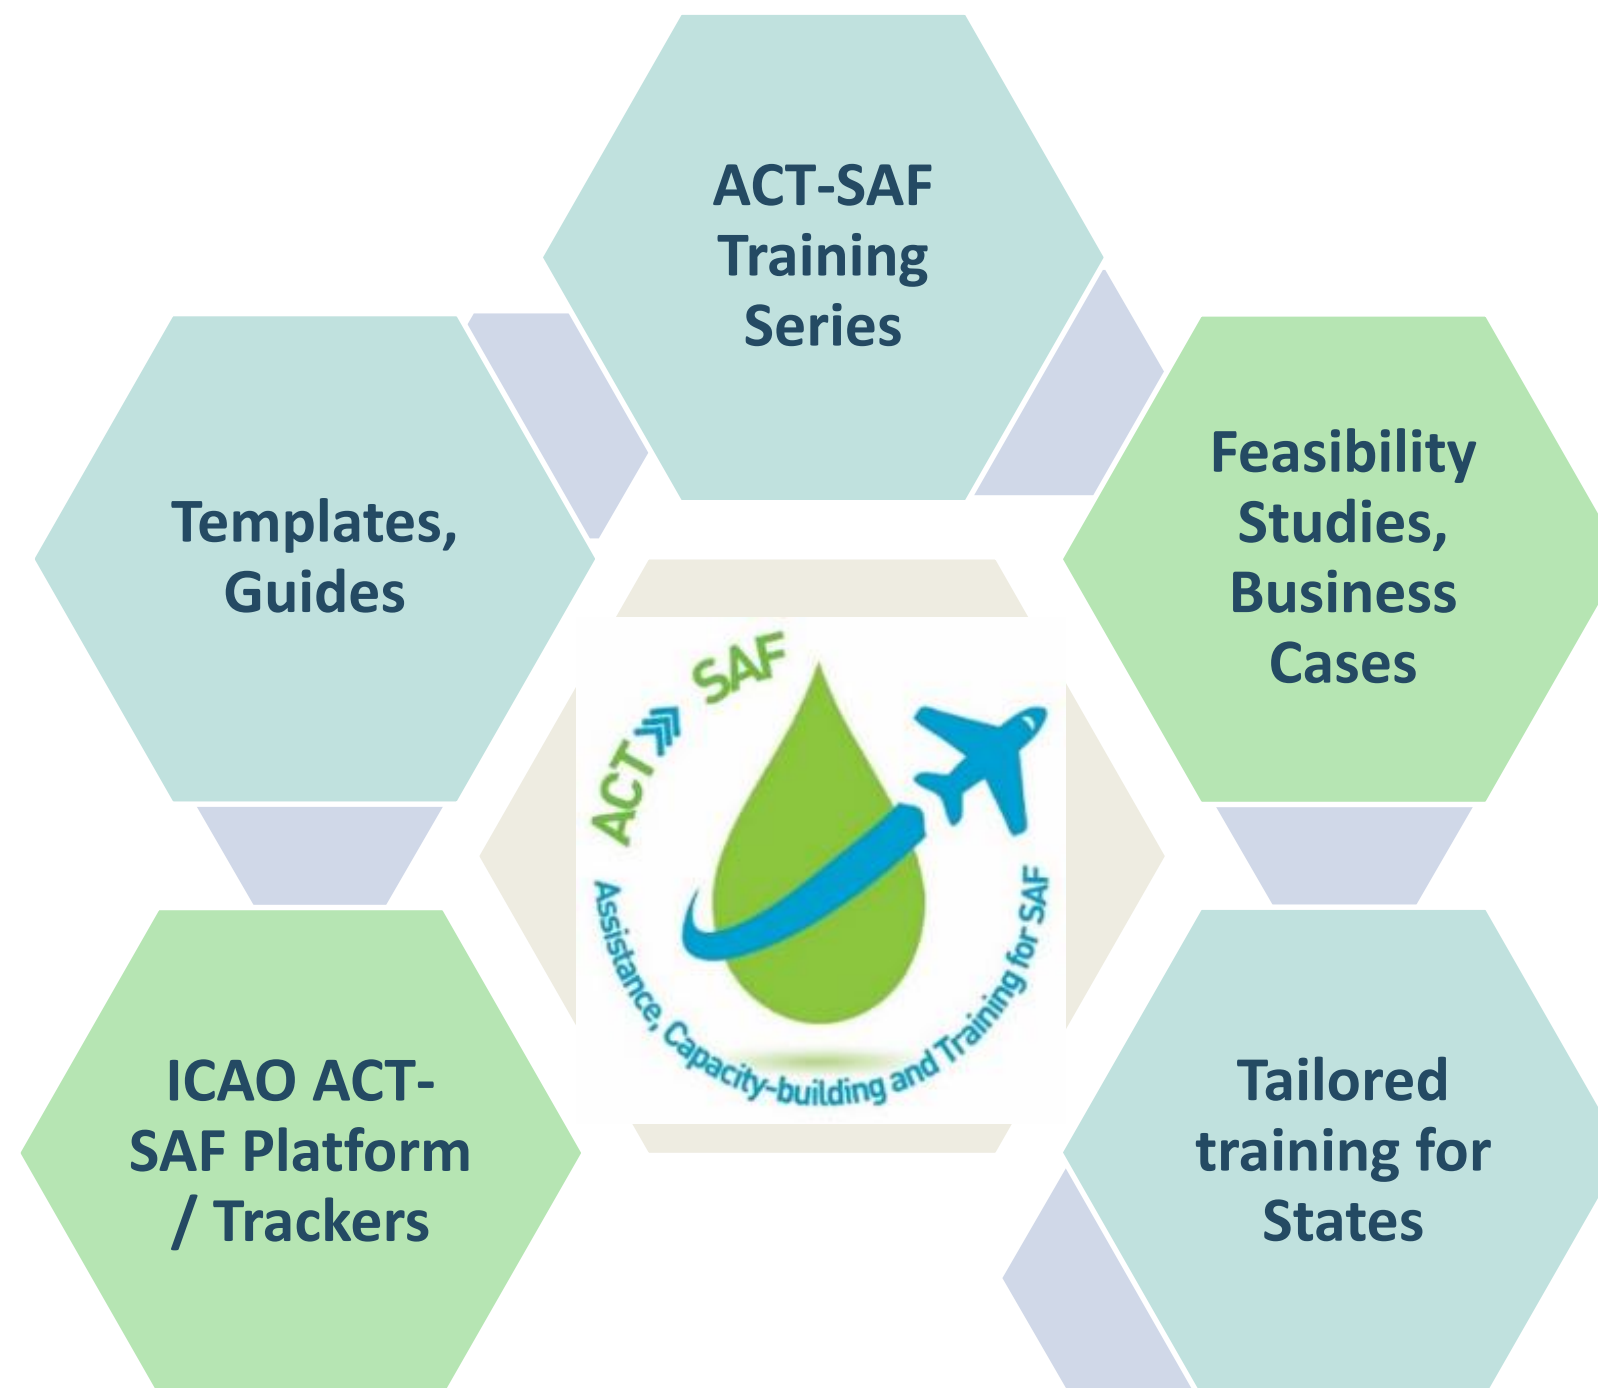 ACT-SAF
Training
Series
Templates,
Guides
Feasibility
Studies,
Business
Cases
ACT SAF
Assistance, Capacity-building and Training for SAF
ICAO ACT-
SAF Platform
/ Trackers
Tailored
training for
States